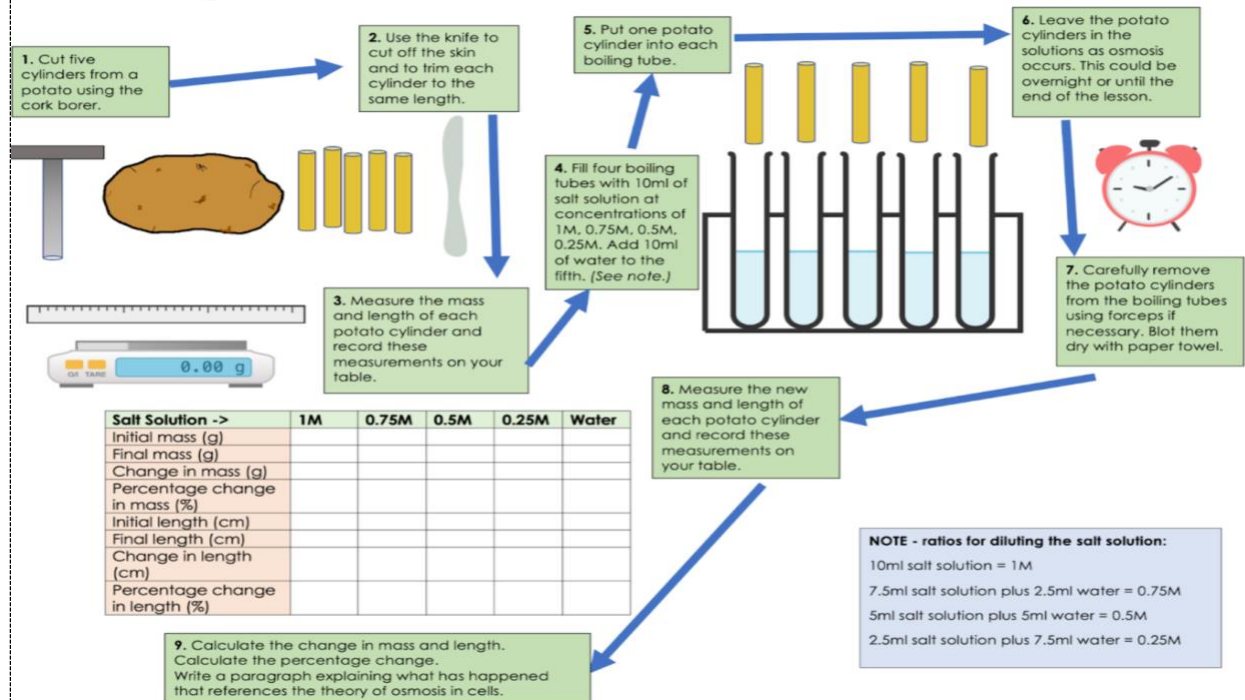 1. Cut five
cylinders from a
potato using the
cork borer.
2. Use the knife to
cut off the skin
and to trim each
cylinder to the
same length.
3. Measure the mass
and length of each
potato cylinder and
record these
measurements on your
table.
4. Fill four boiling
tubes with 10ml of
salt solution at
concentrations of
1M, 0.75M, 0.5M,
0.25M. Add 10ml
of water to the
fifth. (See note.)
5. Put one potato
cylinder into each
boiling tube.
6. Leave the potato
cylinders in the
solutions as osmosis
occurs. This could be
overnight or until the
end of the lesson.
7. Carefully remove
the potato cylinders
from the boiling tubes
using forceps if
necessary. Blot them
dry with paper towel.
8. Measure the new
mass and length of
each potato cylinder
and record these
measurements on
your table.
O/I TARE 0.00 g
Salt Solution -> 1M 0.75M 0.5M 0.25M Water
Initial mass (g)
Final mass (g)
Change in mass (g)
Percentage change
in mass (%)
Initial length (cm)
Final length (cm)
Change in length
(cm)
Percentage change
in length (%)
NOTE - ratios for diluting the salt solution:
10ml salt solution = 1M
7.5ml salt solution plus 2.5ml water = 0.75M
5ml salt solution plus 5ml water = 0.5M
2.5ml salt solution plus 7.5ml water = 0.25M
9. Calculate the change in mass and length.
Calculate the percentage change.
Write a paragraph explaining what has happened
that references the theory of osmosis in cells.